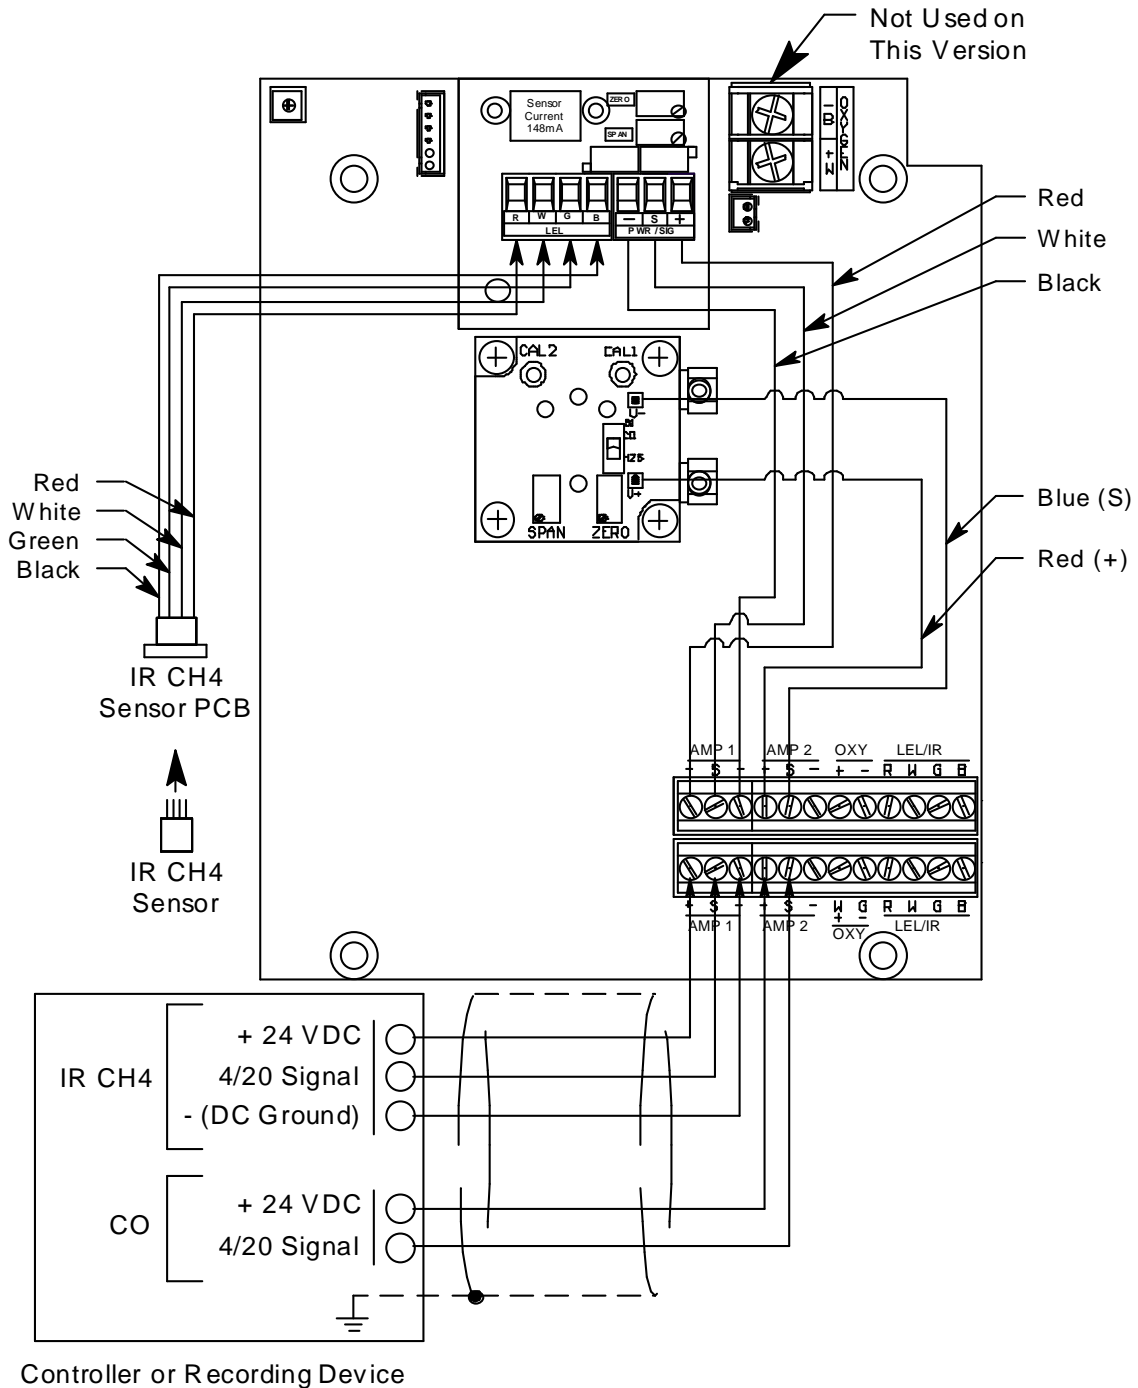 Not Used on
This Version
Sensor
Current
148mA
ZERO
SPAN
- B
+ W
OXYGEN
R W G B
LEL
- S +
PWR/SIG
Red
White
Black
CAL2
CAL1
V-
V+
SPAN
ZERO
Blue (S)
Red (+)
Red
White
Green
Black
IR CH4
Sensor PCB
IR CH4
Sensor
AMP 1 AMP 2 OXY LEL/IR
- S - - S - + - R W G B
+ S - - S - W G R W G B
+ -
AMP 1 AMP 2 OXY LEL/IR
IR CH4
+ 24 VDC
4/20 Signal
- (DC Ground)
CO
+ 24 VDC
4/20 Signal
Controller or Recording Device